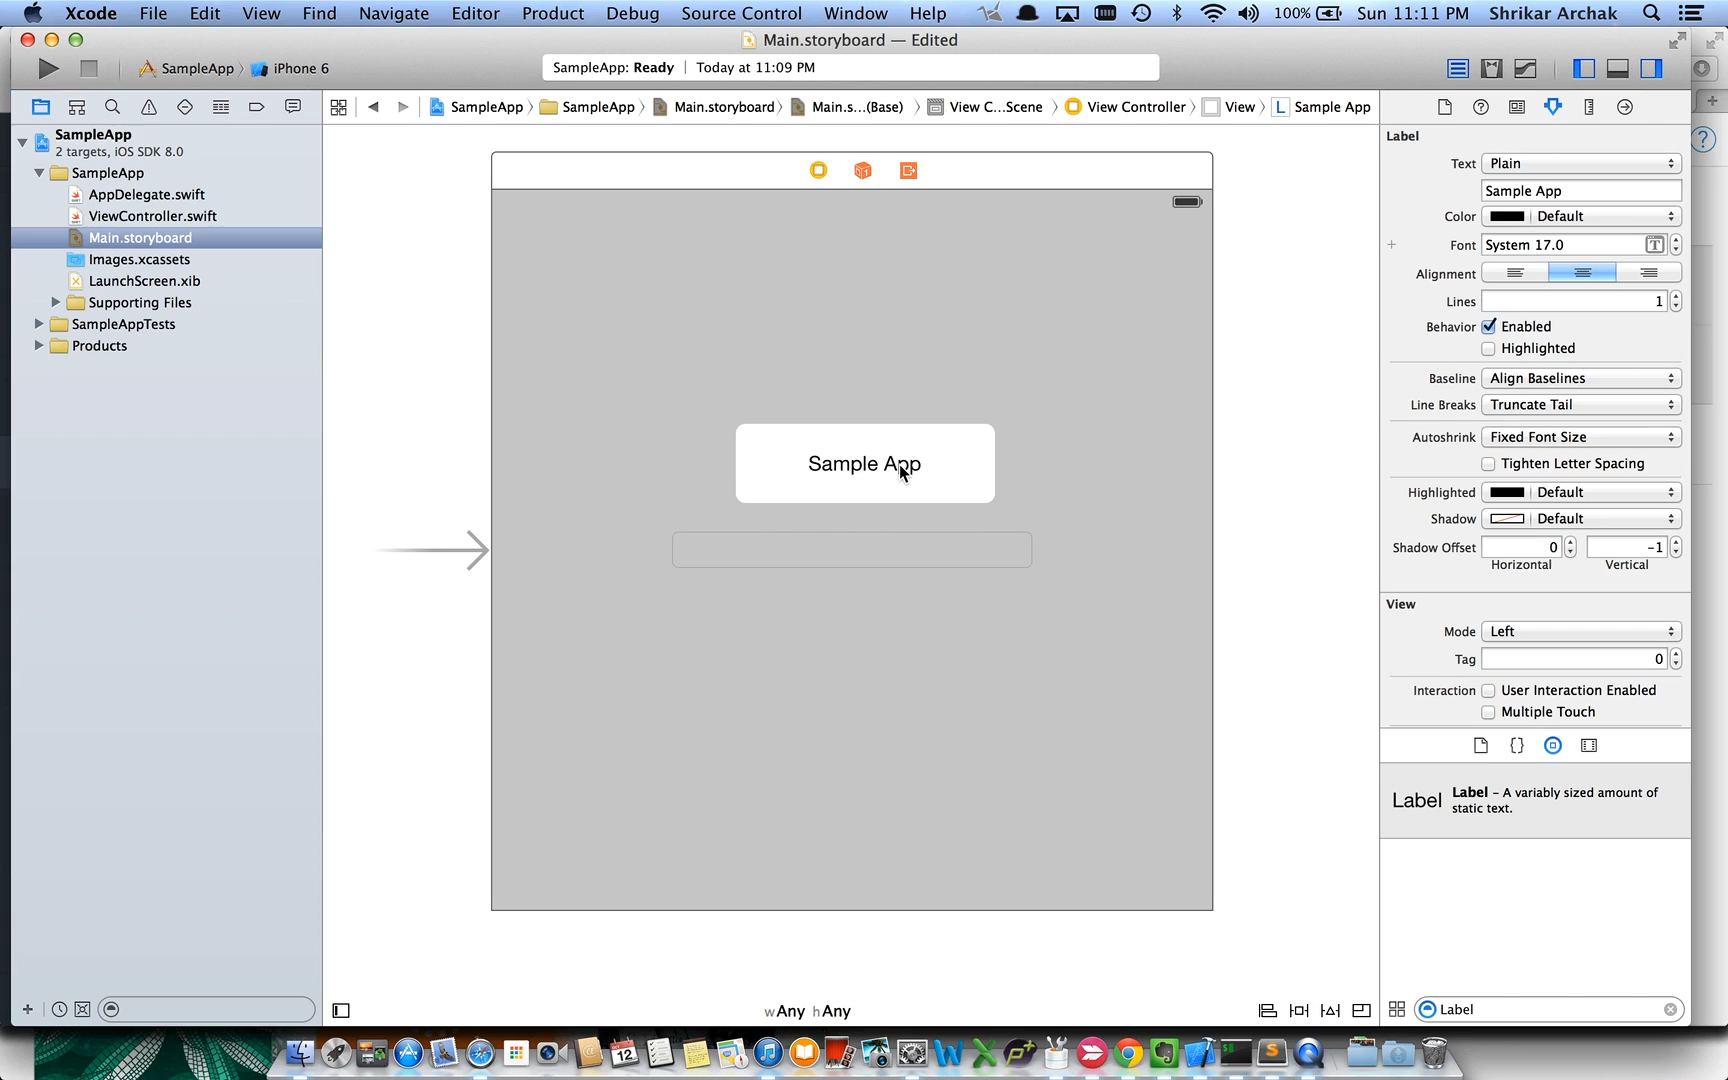 Xcode File Edit View Find Navigate Editor Product Debug Source Control Window Help 100% Sun 11:11 PM Shrikar Archak
Main.storyboard — Edited
SampleApp iPhone 6
SampleApp: Ready | Today at 11:09 PM
SampleApp SampleApp Main.storyboard Main.s...(Base) View C...Scene View Controller View L Sample App
SampleApp
2 targets, iOS SDK 8.0
SampleApp
AppDelegate.swift
ViewController.swift
Main.storyboard
Images.xcassets
LaunchScreen.xib
Supporting Files
SampleAppTests
Products
Sample App
wAny hAny
Label
Text Plain
Sample App
Color Default
Font System 17.0 T
Alignment
Lines 1
Behavior Enabled
Highlighted
Baseline Align Baselines
Line Breaks Truncate Tail
Autoshrink Fixed Font Size
Tighten Letter Spacing
Highlighted Default
Shadow Default
Shadow Offset 0 -1
Horizontal Vertical
View
Mode Left
Tag 0
Interaction User Interaction Enabled
Multiple Touch
Label Label – A variably sized amount of
static text.
Label
12